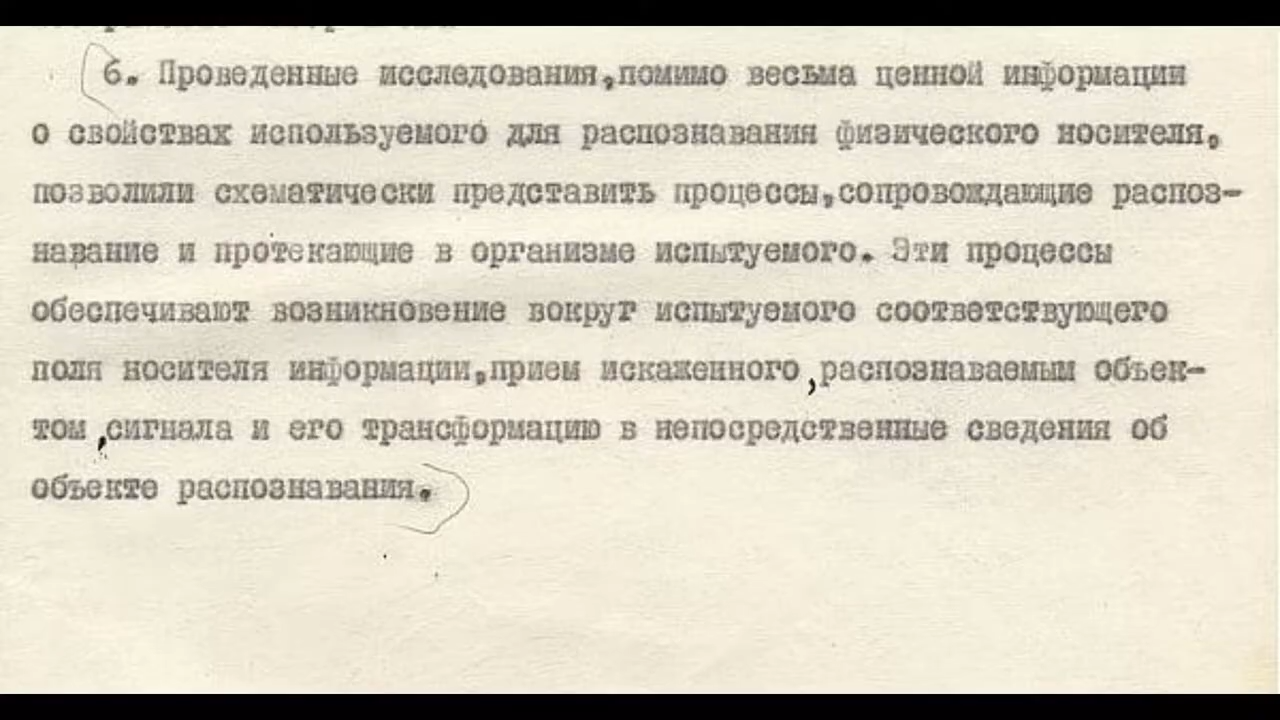 6. Проведенные исследования,помимо весьма ценной информации
о свойствах используемого для распознавания физического носителя,
позволили схематически представить процессы,сопровождающие распоз-
навание и протекающие в организме испытуемого. Эти процессы
обеспечивают возникновение вокруг испытуемого соответствующего
поля носителя информации,прием искаженного,распознаваемым объек-
том,сигнала и его трансформацию в непосредственные сведения об
объекте распознавания.